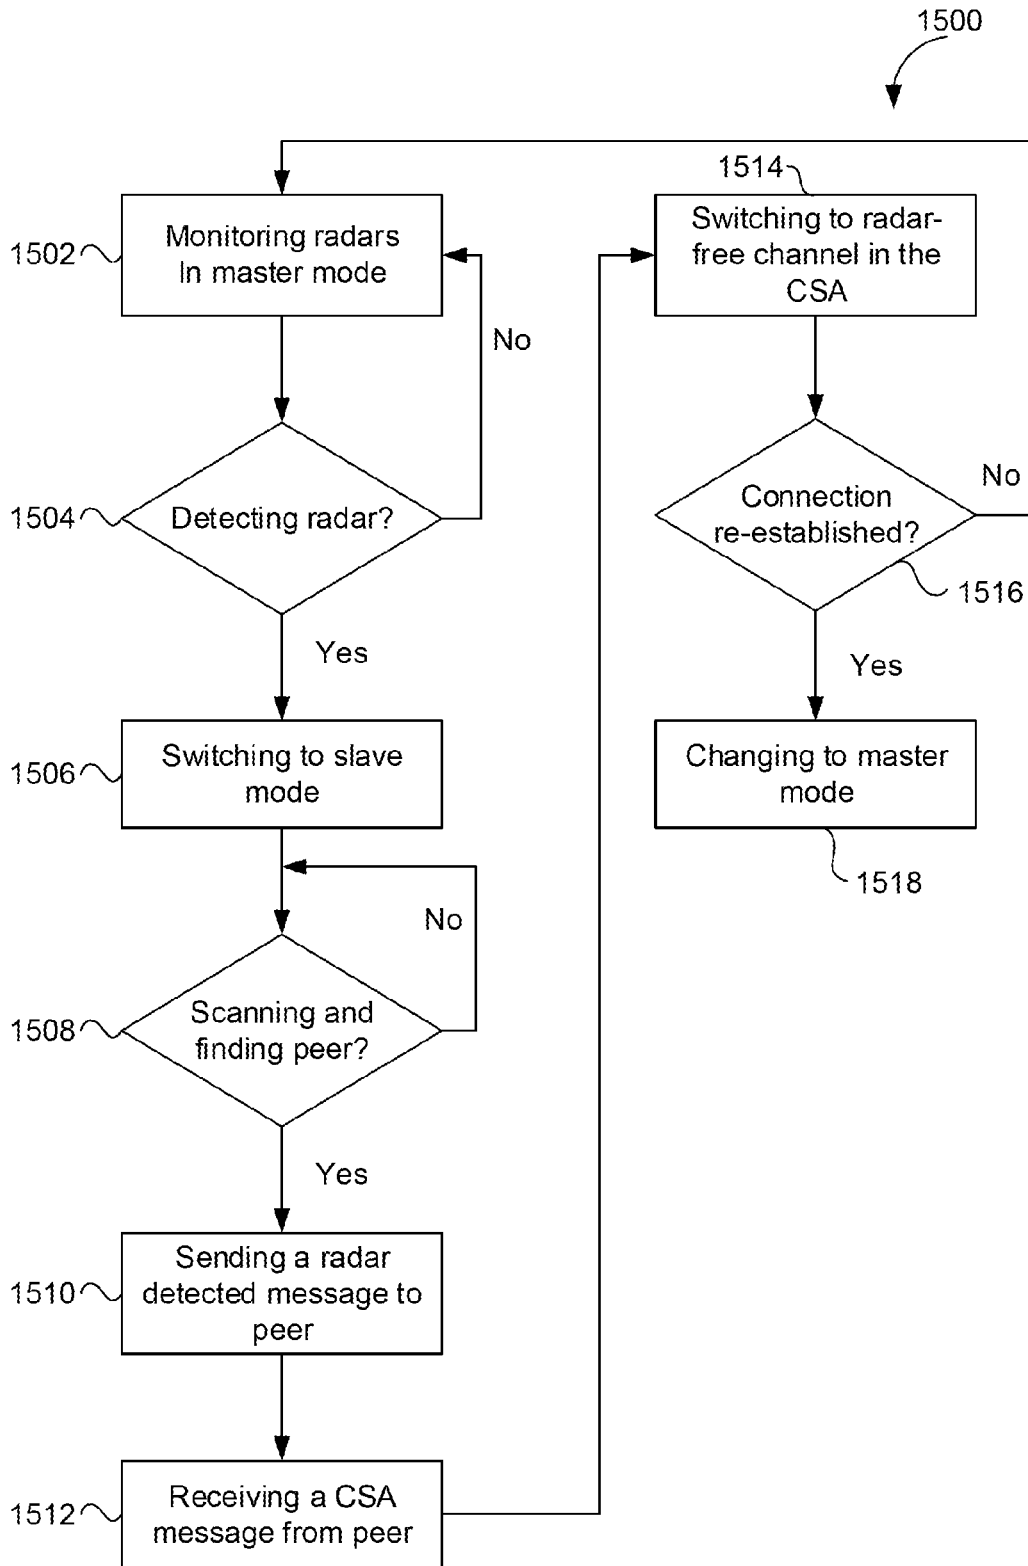 1500
1502
Monitoring radars
In master mode
No
1504
Detecting radar?
Yes
1506
Switching to slave
mode
No
1508
Scanning and
finding peer?
Yes
1510
Sending a radar
detected message to
peer
1512
Receiving a CSA
message from peer
1514
Switching to radar-
free channel in the
CSA
No
Connection
re-established?
1516
Yes
Changing to master
mode
1518